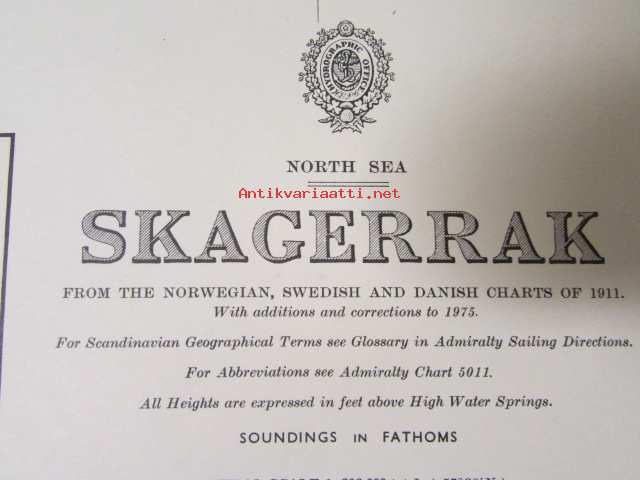 HYDROGRAPHIC OFFICE
NORTH SEA
Antikvariaatti.net
SKAGERRAK
FROM THE NORWEGIAN, SWEDISH AND DANISH CHARTS OF 1911.
With additions and corrections to 1975.
For Scandinavian Geographical Terms see Glossary in Admiralty Sailing Directions.
For Abbreviations see Admiralty Chart 5011.
All Heights are expressed in feet above High Water Springs.
SOUNDINGS IN FATHOMS